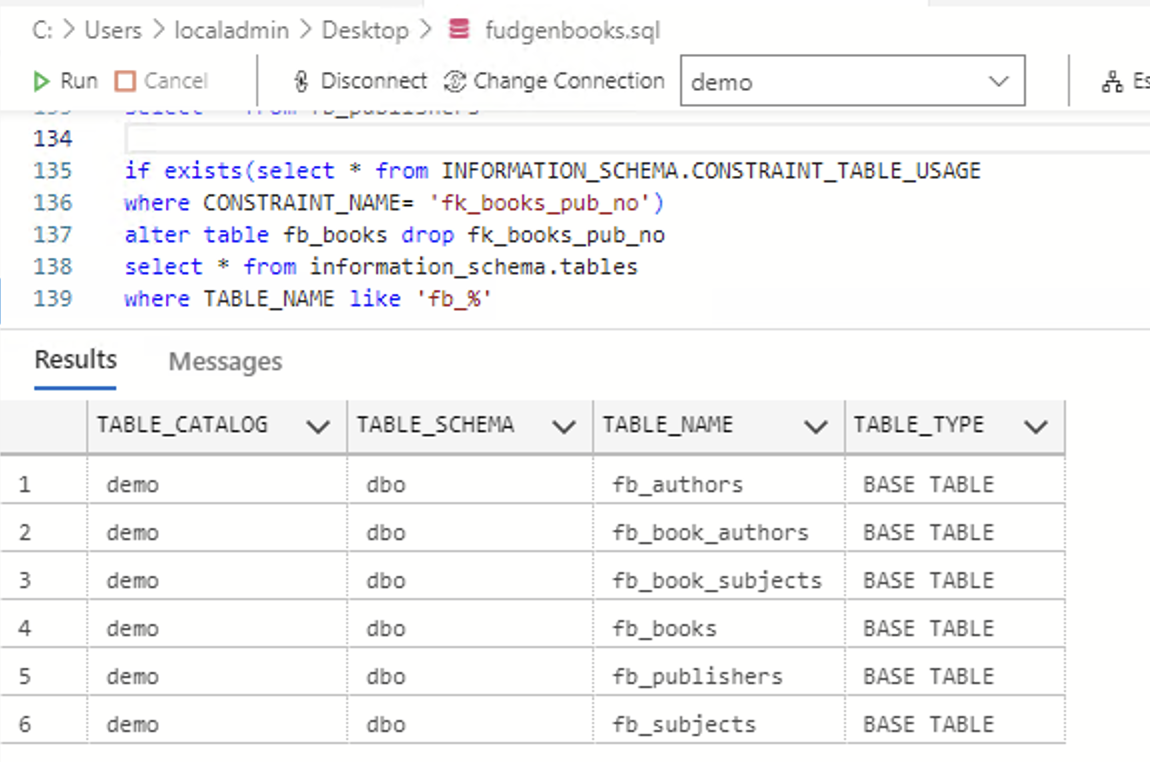 C: > Users > localadmin > Desktop > fudgenbooks.sql
Run Cancel Disconnect Change Connection demo Es
select * from fb_publishers
134
135 if exists(select * from INFORMATION_SCHEMA.CONSTRAINT_TABLE_USAGE
136 where CONSTRAINT_NAME= 'fk_books_pub_no')
137 alter table fb_books drop fk_books_pub_no
138 select * from information_schema.tables
139 where TABLE_NAME like 'fb_%'
Results Messages
TABLE_CATALOG TABLE_SCHEMA TABLE_NAME TABLE_TYPE
1 demo dbo fb_authors BASE TABLE
2 demo dbo fb_book_authors BASE TABLE
3 demo dbo fb_book_subjects BASE TABLE
4 demo dbo fb_books BASE TABLE
5 demo dbo fb_publishers BASE TABLE
6 demo dbo fb_subjects BASE TABLE